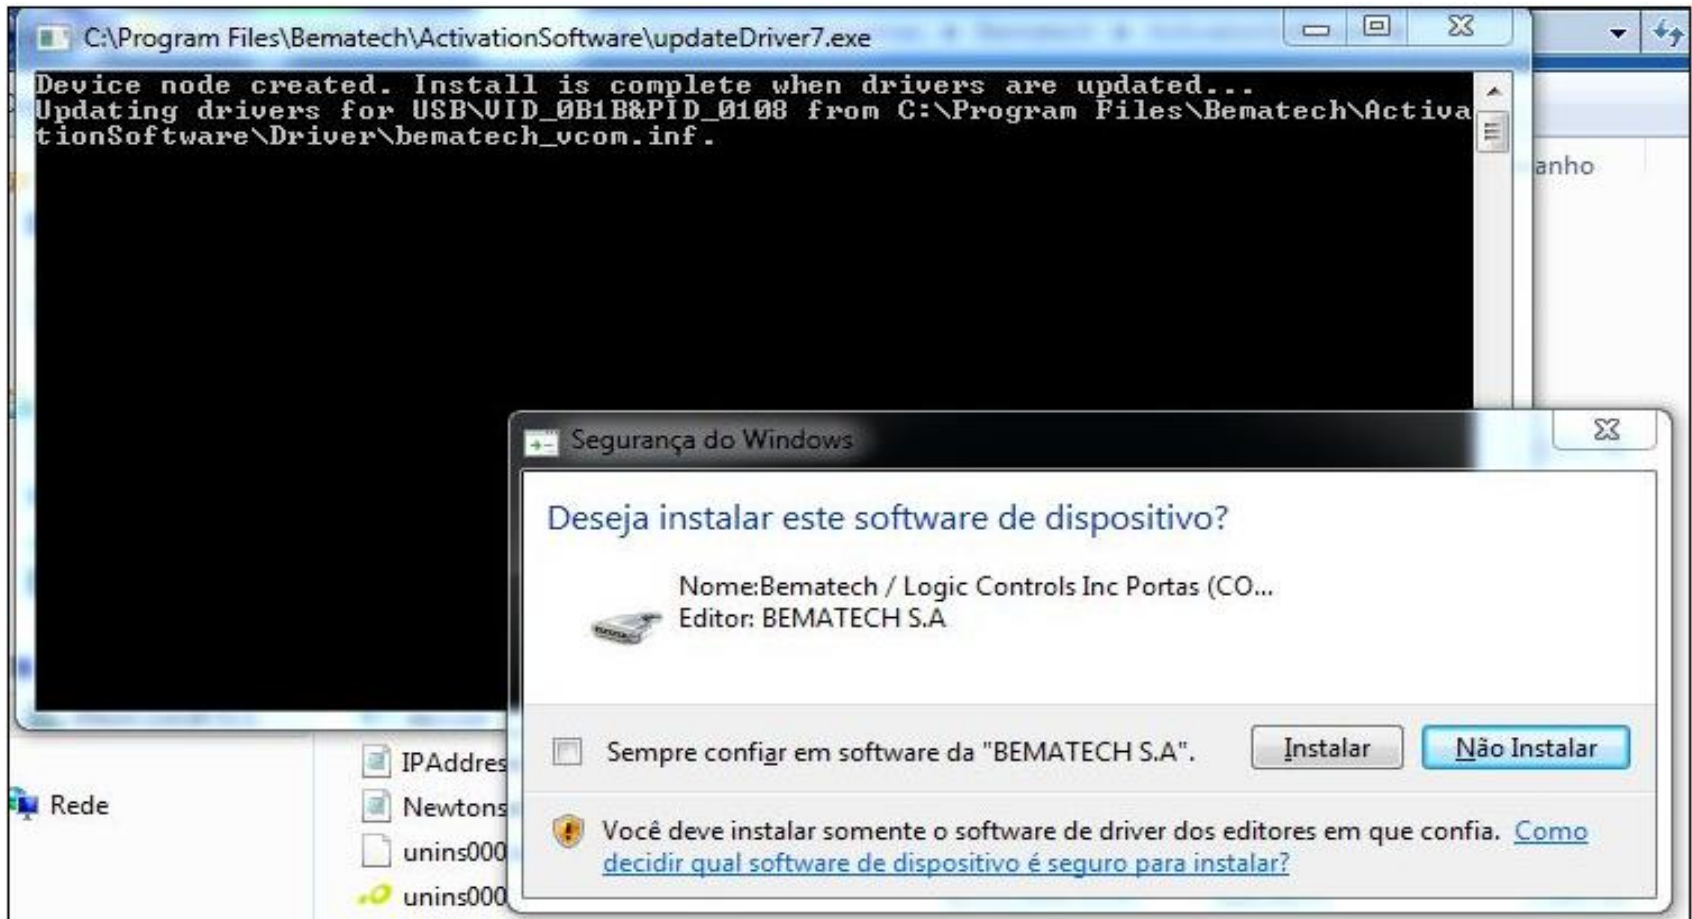 C:\Program Files\Bematech\ActivationSoftware\updateDriver7.exe
Device node created. Install is complete when drivers are updated...
Updating drivers for USB\VID_0B1B&PID_0108 from C:\Program Files\Bematech\Activa
tionSoftware\Driver\bematech_vcom.inf.
anho
Segurança do Windows
Deseja instalar este software de dispositivo?
Nome:Bematech / Logic Controls Inc Portas (CO...
Editor: BEMATECH S.A
Sempre confiar em software da "BEMATECH S.A".
Instalar
Não Instalar
Você deve instalar somente o software de driver dos editores em que confia. Como
decidir qual software de dispositivo é seguro para instalar?
Rede
IPAddres
Newtons
unins000
unins000